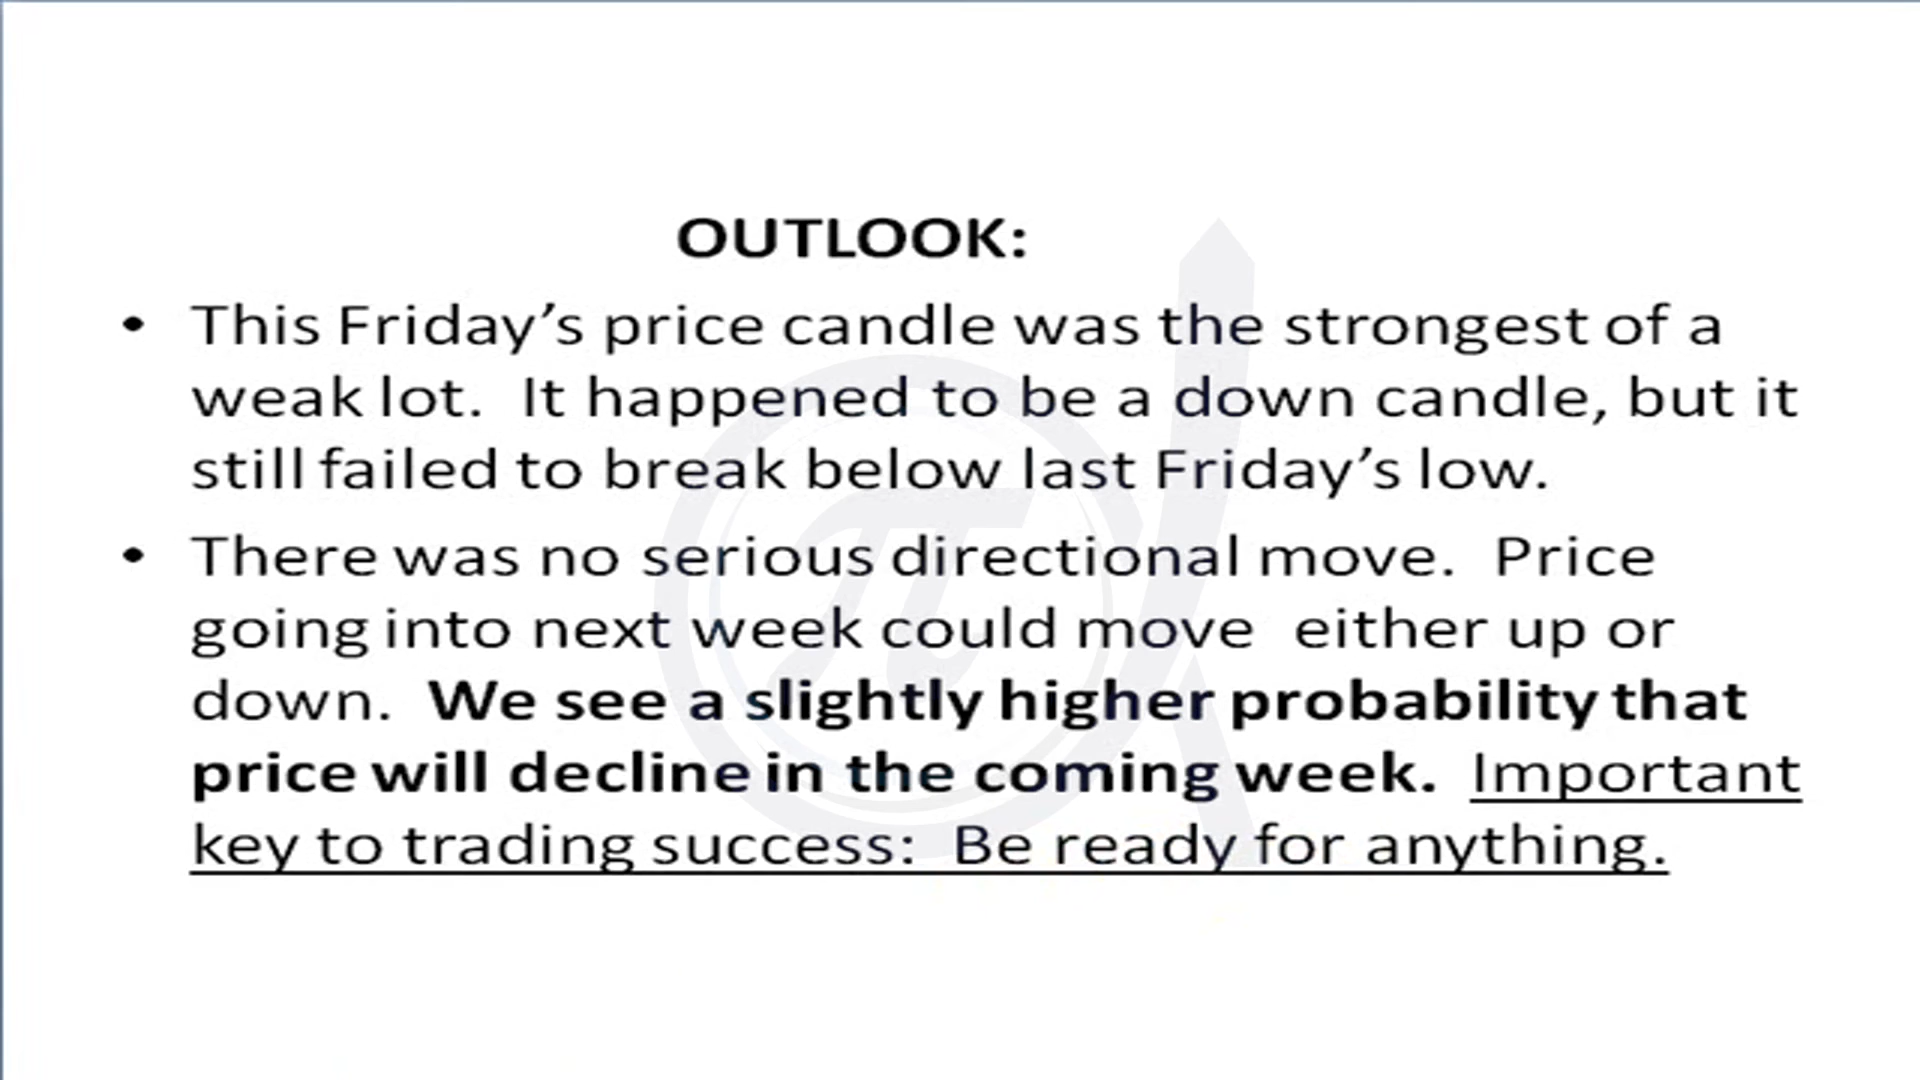 OUTLOOK:
• This Friday’s price candle was the strongest of a
weak lot.  It happened to be a down candle, but it
still failed to break below last Friday’s low.
• There was no serious directional move.  Price
going into next week could move  either up or
down.  We see a slightly higher probability that
price will decline in the coming week.  Important
key to trading success:  Be ready for anything.